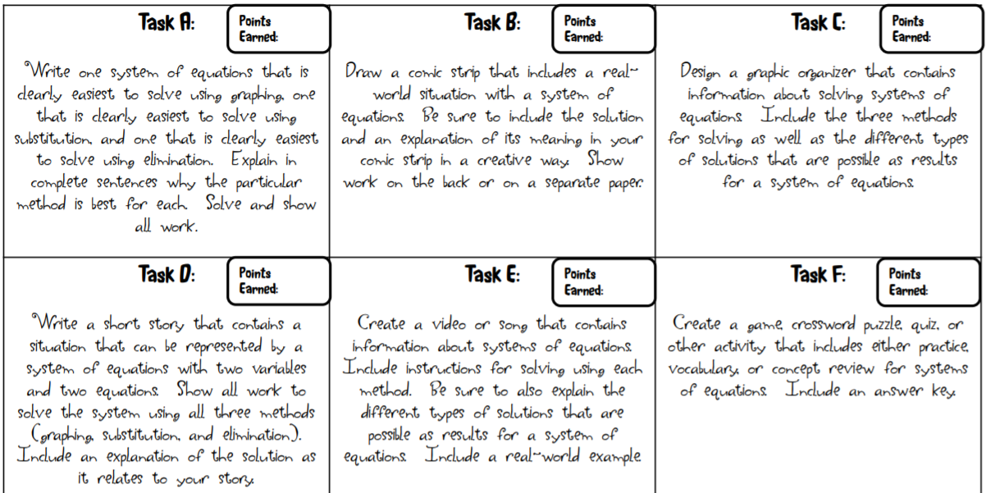 Task A:
Points
Earned:
Write one system of equations that is
clearly easiest to solve using graphing, one
that is clearly easiest to solve using
substitution, and one that is clearly easiest
to solve using elimination. Explain in
complete sentences why the particular
method is best for each. Solve and show
all work.
Task B:
Points
Earned:
Draw a comic strip that includes a real-
world situation with a system of
equations. Be sure to include the solution
and an explanation of its meaning in your
comic strip in a creative way. Show
work on the back or on a separate paper.
Task C:
Points
Earned:
Design a graphic organizer that contains
information about solving systems of
equations. Include the three methods
for solving as well as the different types
of solutions that are possible as results
for a system of equations.
Task D:
Points
Earned:
Write a short story that contains a
situation that can be represented by a
system of equations with two variables
and two equations. Show all work to
solve the system using all three methods
(graphing, substitution, and elimination).
Include an explanation of the solution as
it relates to your story.
Task E:
Points
Earned:
Create a video or song that contains
information about systems of equations.
Include instructions for solving using each
method. Be sure to also explain the
different types of solutions that are
possible as results for a system of
equations. Include a real-world example.
Task F:
Points
Earned:
Create a game, crossword puzzle, quiz, or
other activity that includes either practice,
vocabulary, or concept review for systems
of equations. Include an answer key.